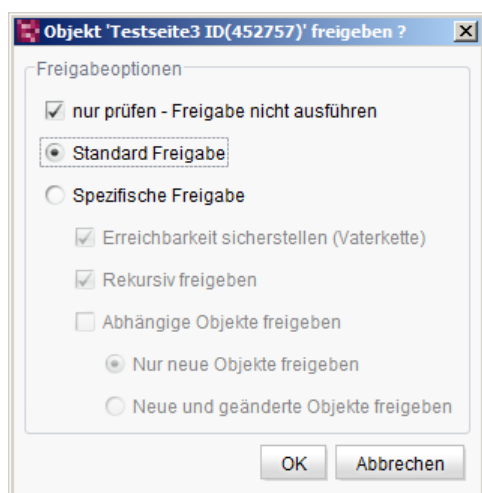 Objekt 'Testseite3 ID(452757)' freigeben ?
Freigabeoptionen
nur prüfen - Freigabe nicht ausführen
Standard Freigabe
Spezifische Freigabe
Erreichbarkeit sicherstellen (Vaterkette)
Rekursiv freigeben
Abhängige Objekte freigeben
Nur neue Objekte freigeben
Neue und geänderte Objekte freigeben
OK Abbrechen